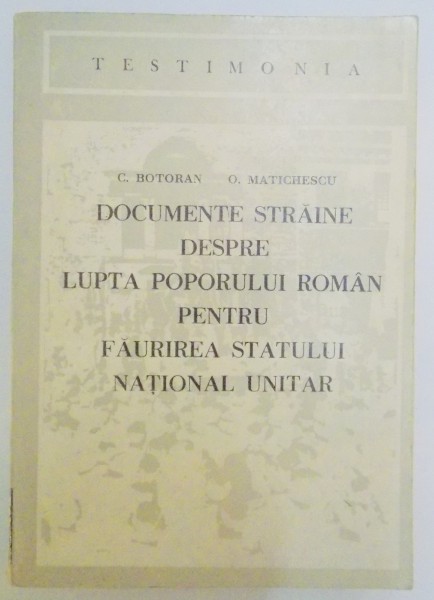 TESTIMONIA
C. BOTORAN O. MATICHESCU
DOCUMENTE STRĂINE
DESPRE
LUPTA POPORULUI ROMÂN
PENTRU
FĂURIREA STATULUI
NAȚIONAL UNITAR